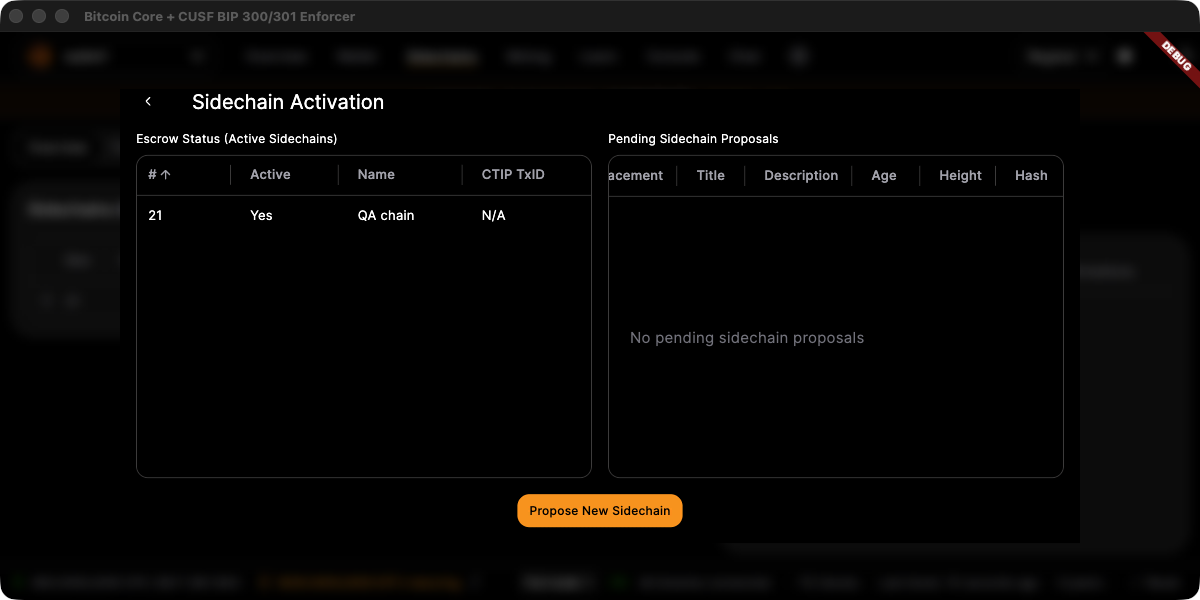 Bitcoin Core + CUSF BIP 300/301 Enforcer
DEBUG
Sidechain Activation
Escrow Status (Active Sidechains)
# Active Name CTIP TxID
21 Yes QA chain N/A
Pending Sidechain Proposals
acement Title Description Age Height Hash
No pending sidechain proposals
Propose New Sidechain